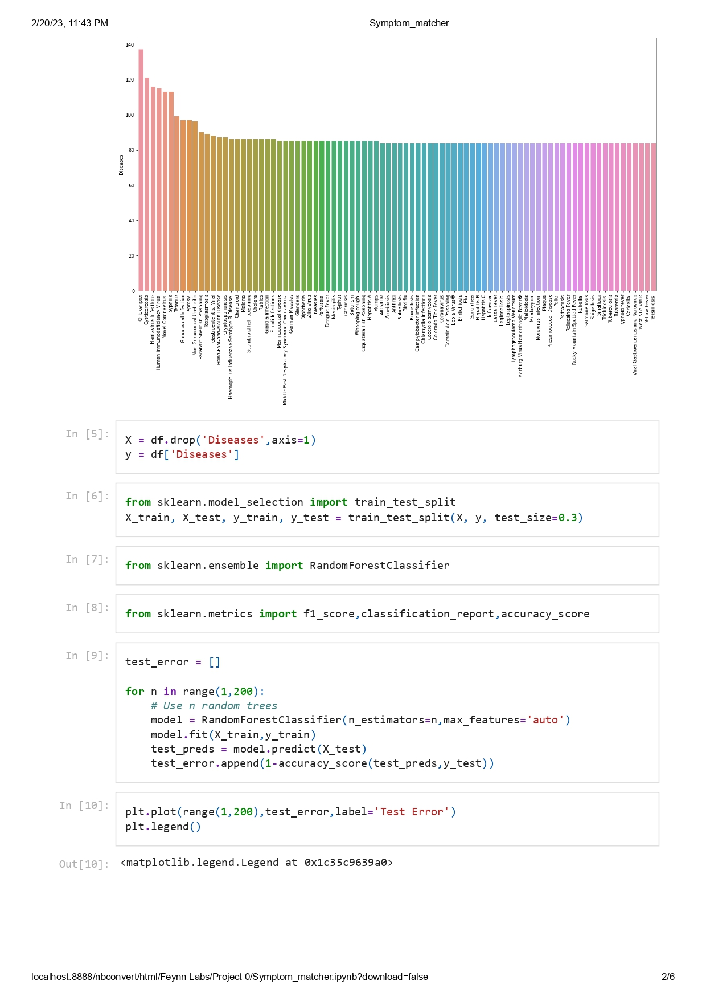 2/20/23, 11:43 PM
Symptom_matcher
140
120
100
80
60
40
20
0
Diseases
Chickenpox
Cysticercosis
Hantavirus infections
Human Immunodeficiency Virus
Novel Coronavirus
Syphilis
Tetanus
Gonococcal Infection
Leprosy
Non-Gonococcal Urethritis
Paralytic Shellfish Poisoning
Toxoplasmosis
Gastroenteritis, Viral
Hand-Foot-and-Mouth Disease
Cryptosporidiosis
Haemophilus Influenzae Serotype B Disease
Chancroid
Malaria
Scombroid fish poisoning
Cholera
Rabies
Giardia Infection
E. coli Infections
Meningococcal disease
Middle East Respiratory Syndrome Coronavirus
German Measles
Glanders
Diphtheria
Zika Virus
Measles
Pertussis
Dengue Fever
Meningitis
Typhus
Listeriosis
Botulism
Whooping cough
Ciguatera Fish Poisoning
Hepatitis A
Mumps
AIDS/HIV
Amebiasis
Anthrax
Babesiosis
Bird flu
Brucellosis
Campylobacter infection
Chlamydia infections
Coccidioidomycosis
Colorado Tick Fever
Coronavirus
Domoic Acid Poisoning
Ebola Virus�
Ehrlichiosis
Flu
Gonorrhea
Hepatitis B
Hepatitis C
Influenza
Lassa Fever
Legionellosis
Leptospirosis
Lymphogranuloma Venereum
Marburg Virus Hemorrhagic Fever�
Melioidosis
Monkeypox
Norovirus infection
Plague
Pneumococcal Disease
Polio
Psittacosis
Relapsing Fever
Rocky Mountain Spotted Fever
Rubella
Salmonellosis
Shigellosis
Smallpox
Trichinosis
Tuberculosis
Tularemia
Typhoid fever
Varicella
Viral Gastroenteritis and Norovirus
West Nile Virus
Yellow Fever
Yersiniosis
In [5]:
X = df.drop('Diseases',axis=1)
y = df['Diseases']
In [6]:
from sklearn.model_selection import train_test_split
X_train, X_test, y_train, y_test = train_test_split(X, y, test_size=0.3)
In [7]:
from sklearn.ensemble import RandomForestClassifier
In [8]:
from sklearn.metrics import f1_score,classification_report,accuracy_score
In [9]:
test_error = []
for n in range(1,200):
# Use n random trees
model = RandomForestClassifier(n_estimators=n,max_features='auto')
model.fit(X_train,y_train)
test_preds = model.predict(X_test)
test_error.append(1-accuracy_score(test_preds,y_test))
In [10]:
plt.plot(range(1,200),test_error,label='Test Error')
plt.legend()
Out[10]:
<matplotlib.legend.Legend at 0x1c35c9639a0>
localhost:8888/nbconvert/html/Feynn Labs/Project 0/Symptom_matcher.ipynb?download=false
2/6